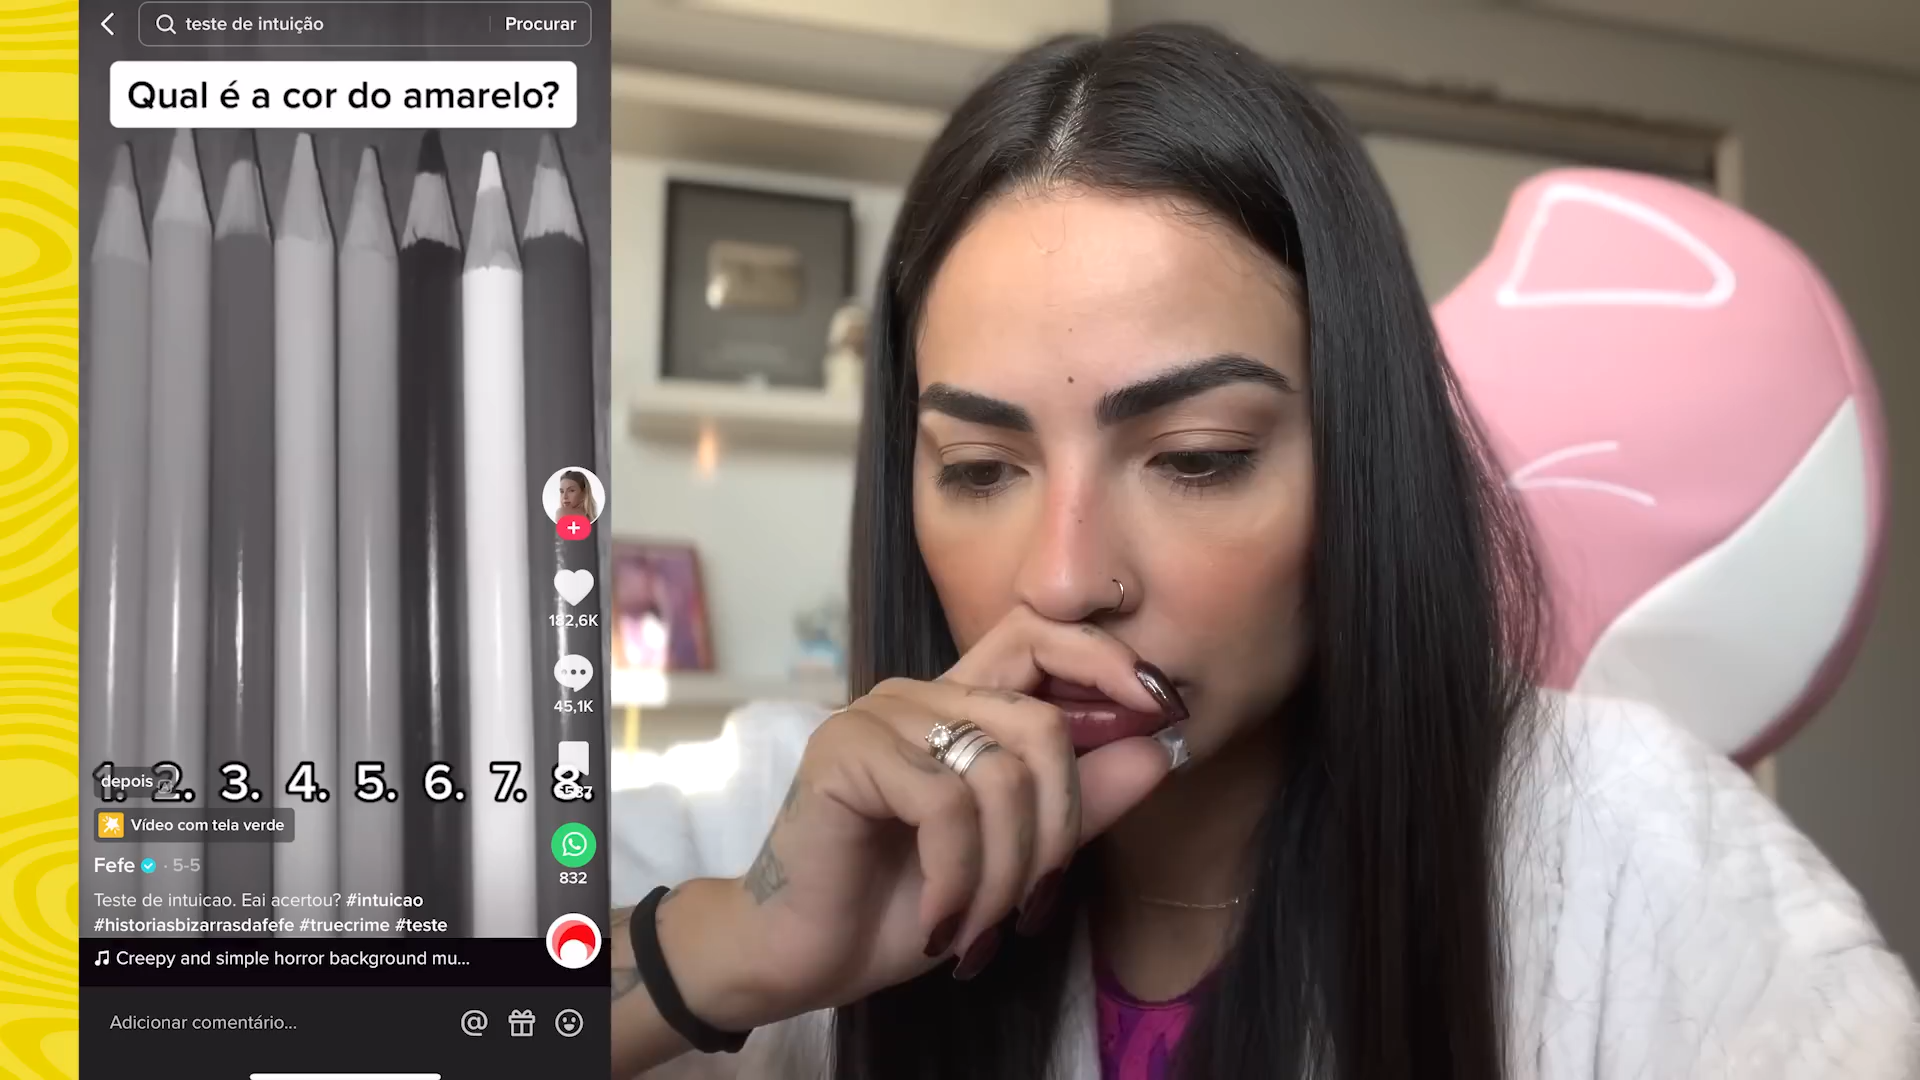 teste de intuição
Procurar
Qual é a cor do amarelo?
182,6K
45,1K
1. 2. 3. 4. 5. 6. 7. 8.
depois
Vídeo com tela verde
832
Fefe · 5-5
Teste de intuicao. Eai acertou? #intuicao
#historiasbizarrasdafefe #truecrime #teste
Creepy and simple horror background mu...
Adicionar comentário...